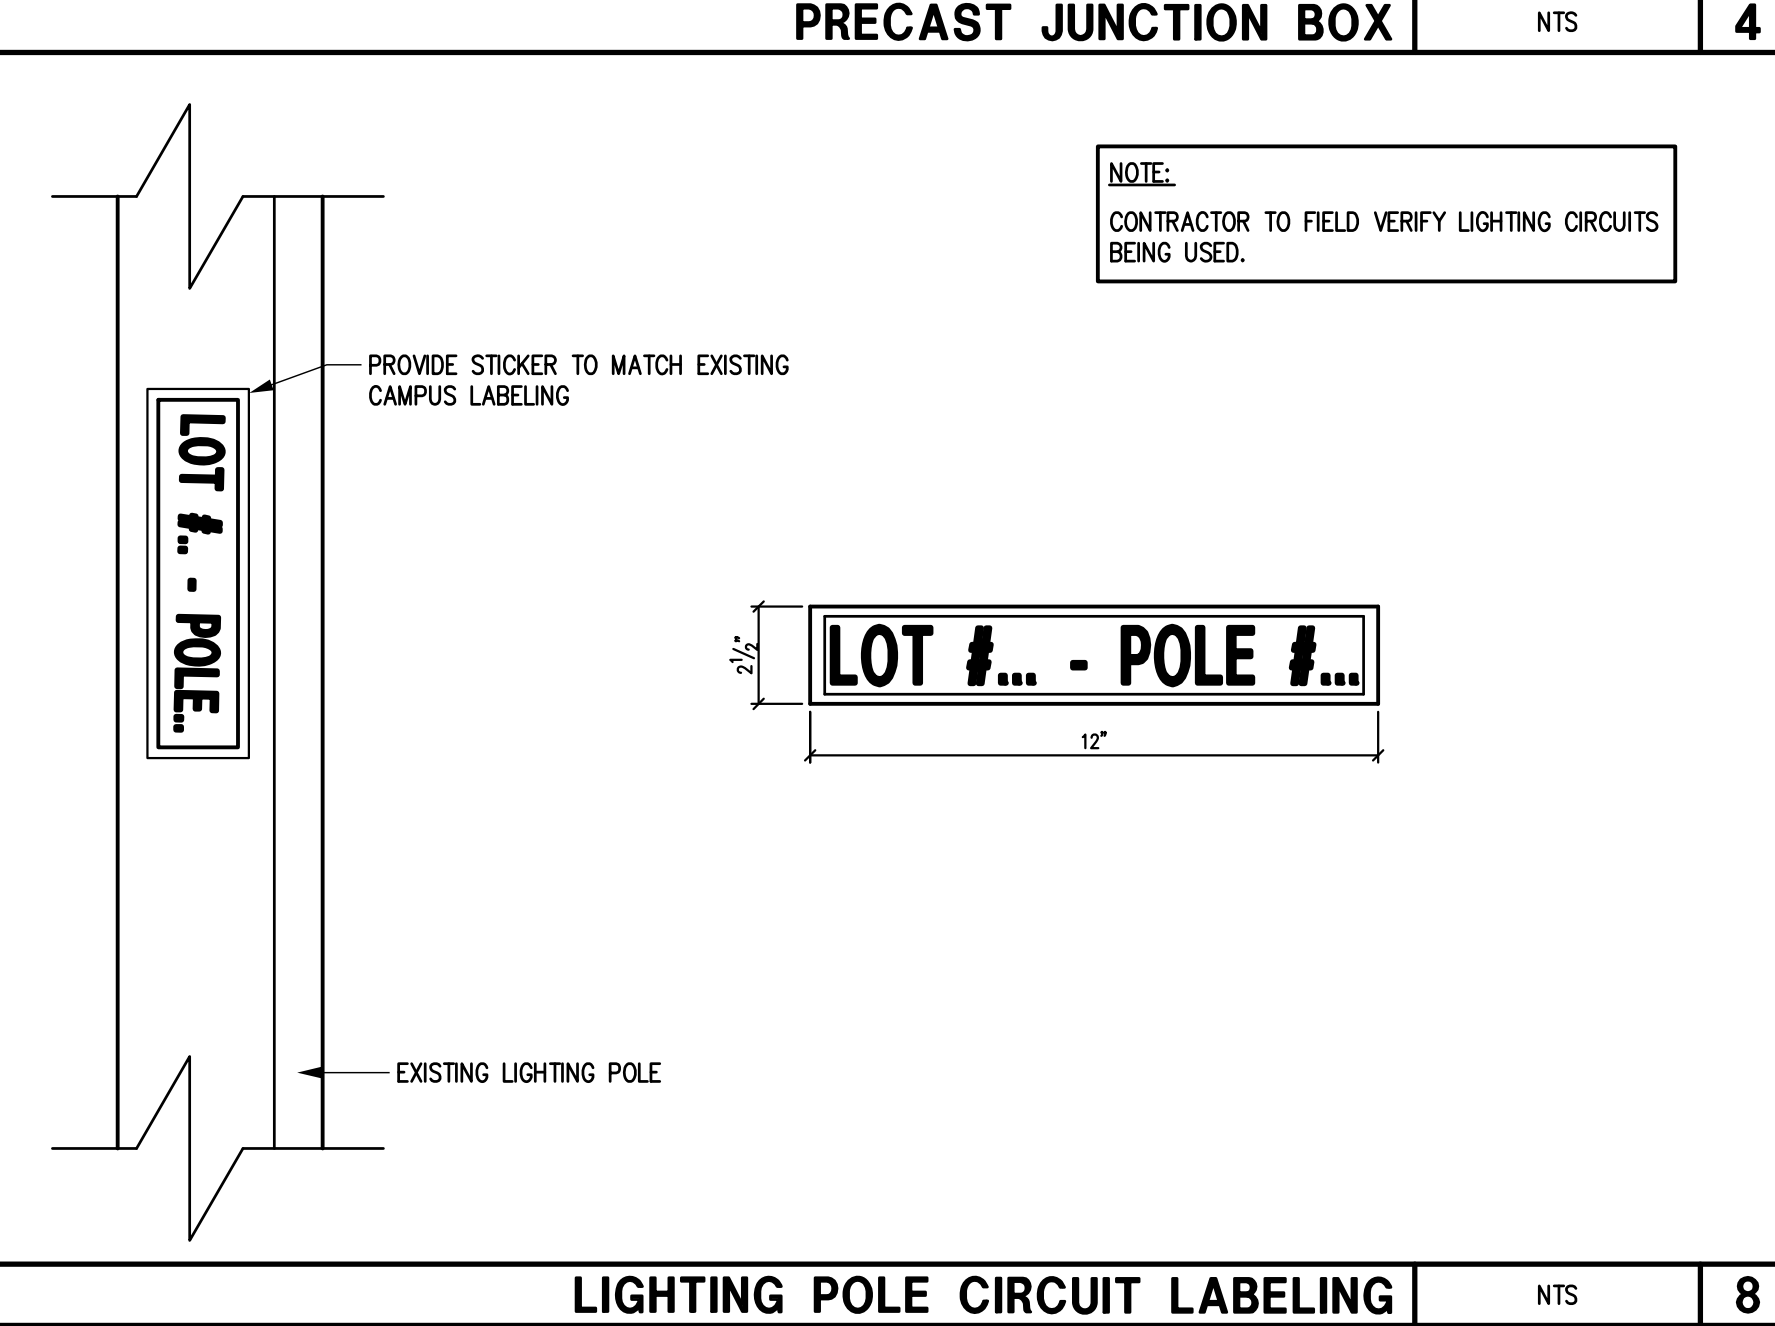 PRECAST JUNCTION BOX NTS 4
NOTE:
CONTRACTOR TO FIELD VERIFY LIGHTING CIRCUITS
BEING USED.
PROVIDE STICKER TO MATCH EXISTING
CAMPUS LABELING
LOT #.. - POLE..
LOT #... - POLE #...
2½"
12"
EXISTING LIGHTING POLE
LIGHTING POLE CIRCUIT LABELING NTS 8